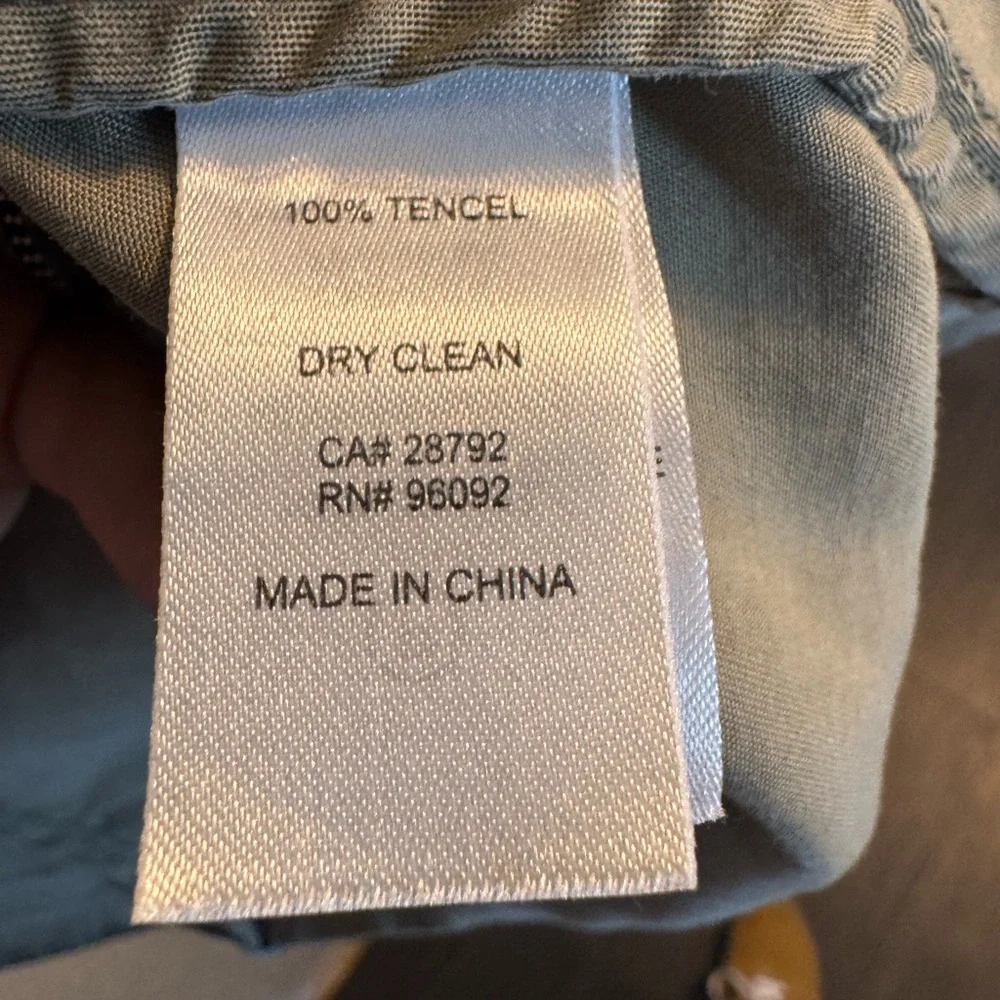 100% TENCEL
DRY CLEAN
CA# 28792
RN# 96092
MADE IN CHINA